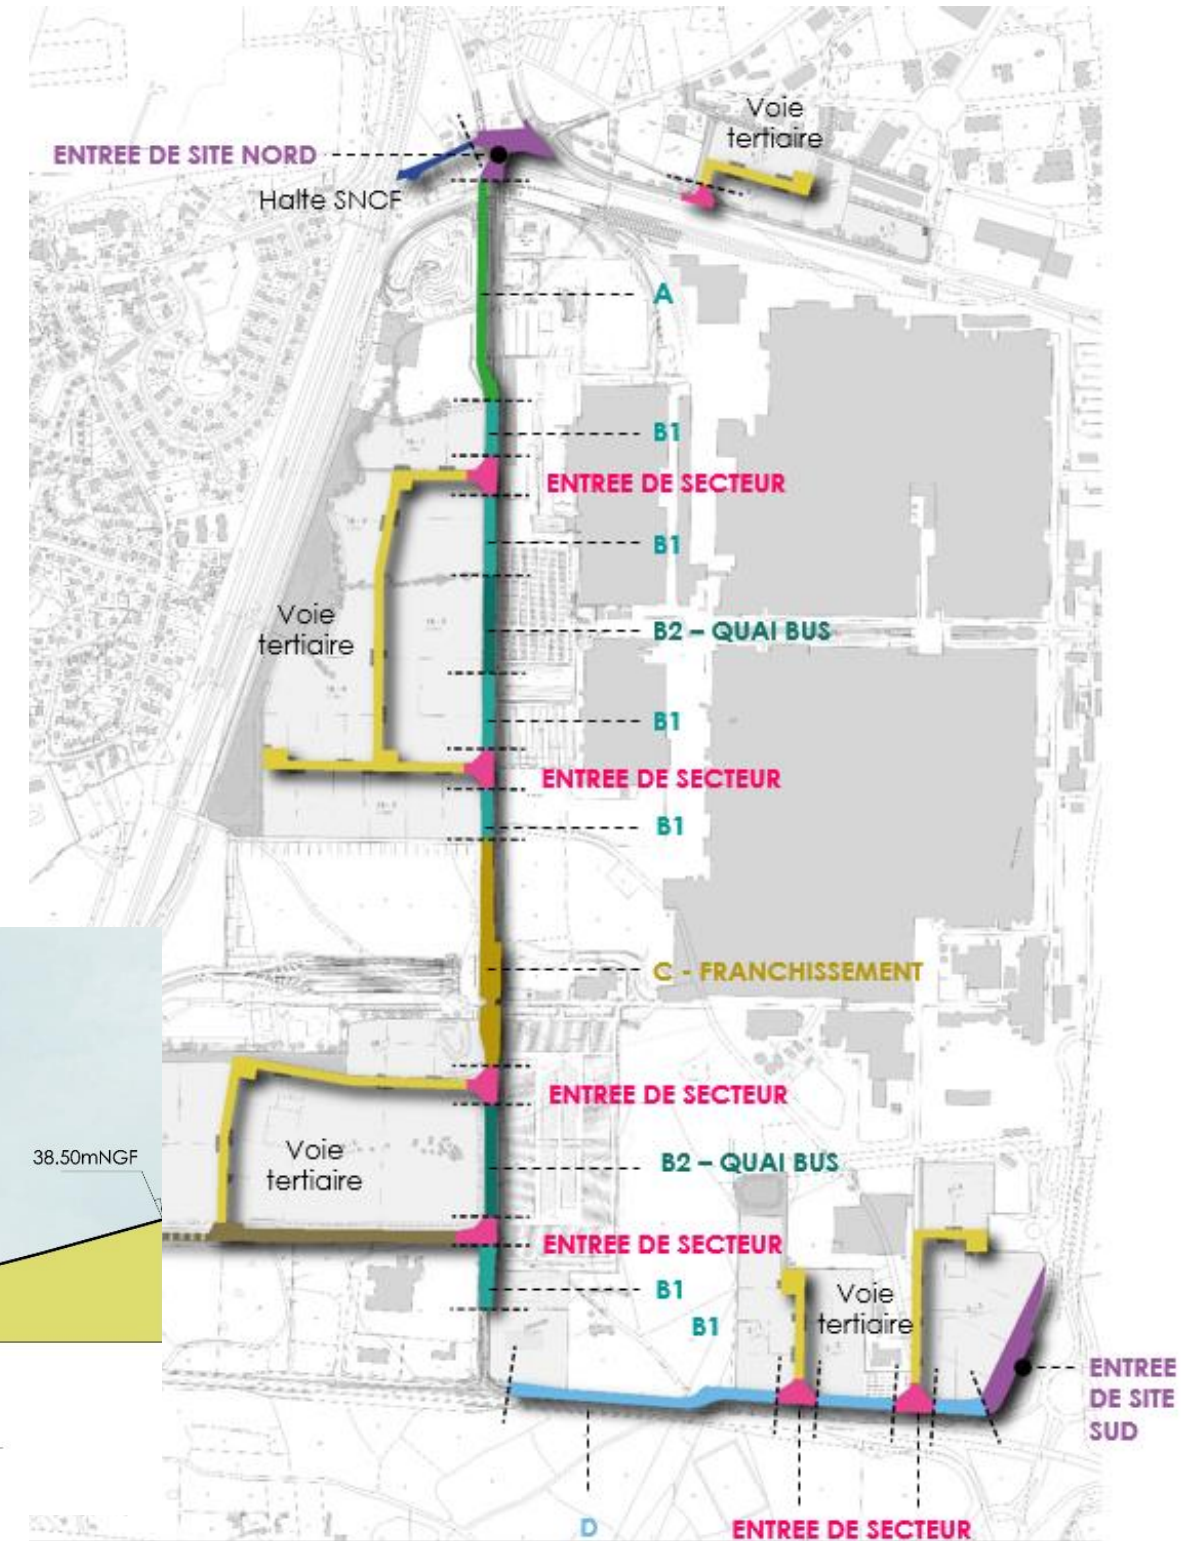 Voie
tertiaire
ENTREE DE SITE NORD
Halte SNCF
A
B1
ENTREE DE SECTEUR
B1
Voie
tertiaire
B2 – QUAI BUS
B1
ENTREE DE SECTEUR
B1
C - FRANCHISSEMENT
ENTREE DE SECTEUR
38.50mNGF
Voie
tertiaire
B2 – QUAI BUS
ENTREE DE SECTEUR
B1
Voie
tertiaire
B1
ENTREE
DE SITE
SUD
D
ENTREE DE SECTEUR